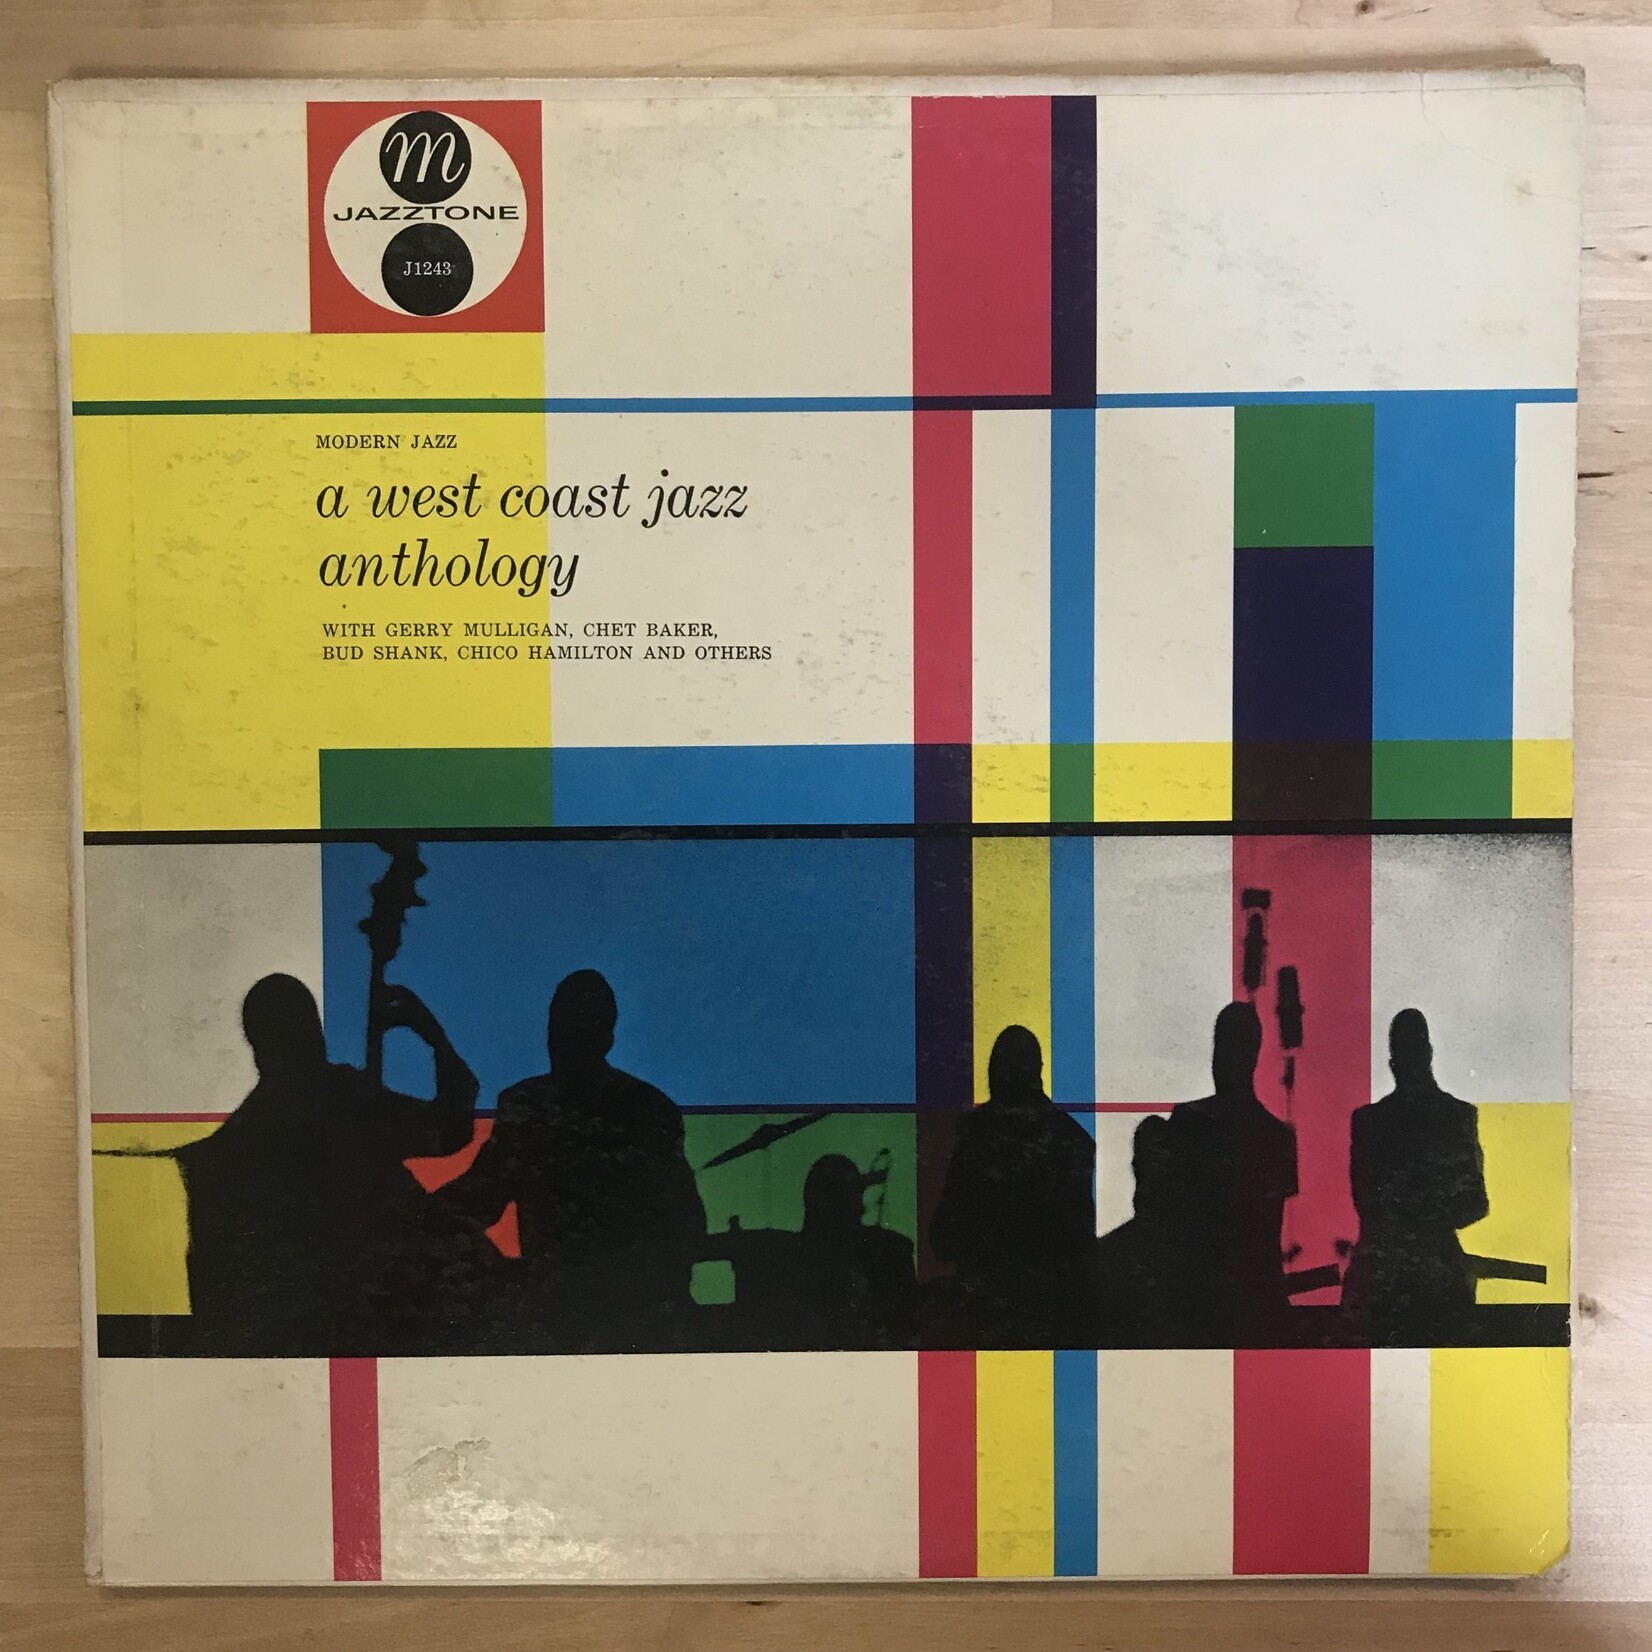 m
JAZZTONE
J1243
MODERN JAZZ
a west coast jazz
anthology
WITH GERRY MULLIGAN, CHET BAKER,
BUD SHANK, CHICO HAMILTON AND OTHERS